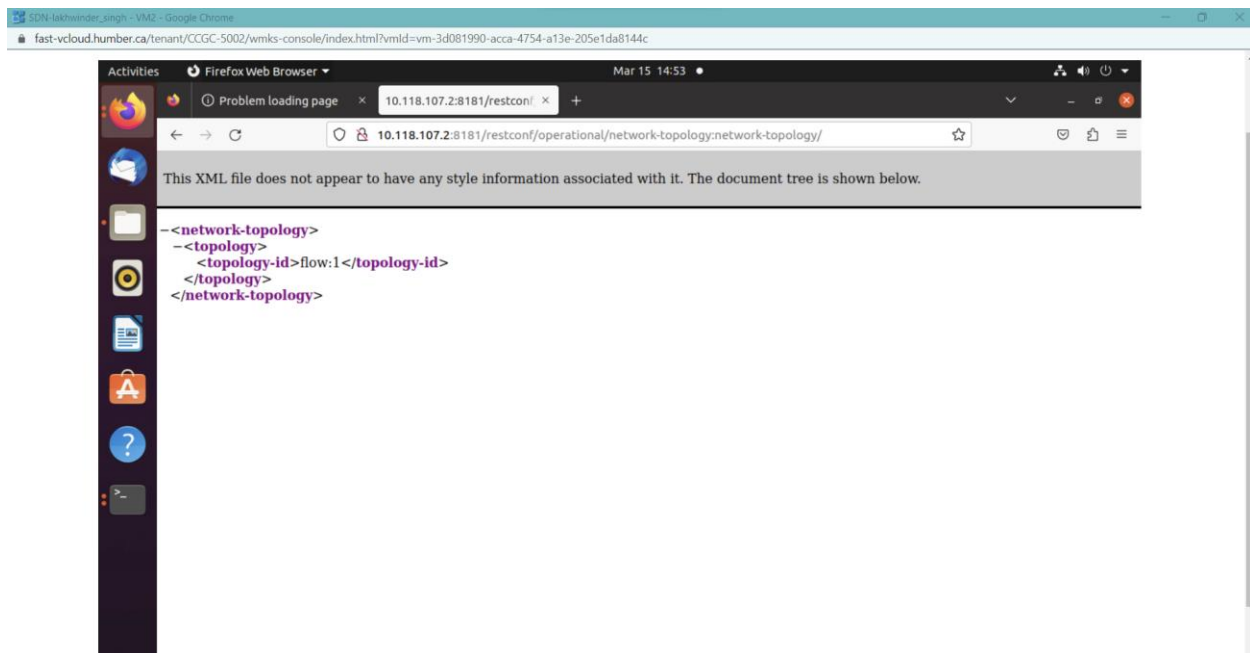 SDN-lakhwinder_singh - VM2 - Google Chrome
fast-vcloud.humber.ca/tenant/CCGC-5002/wmks-console/index.html?vmId=vm-3d081990-acca-4754-a13e-205e1da8144c
Activities Firefox Web Browser Mar 15 14:53
Problem loading page × 10.118.107.2:8181/restconf/ × +
10.118.107.2:8181/restconf/operational/network-topology:network-topology/
This XML file does not appear to have any style information associated with it. The document tree is shown below.
−<network-topology>
−<topology>
<topology-id>flow:1</topology-id>
</topology>
</network-topology>